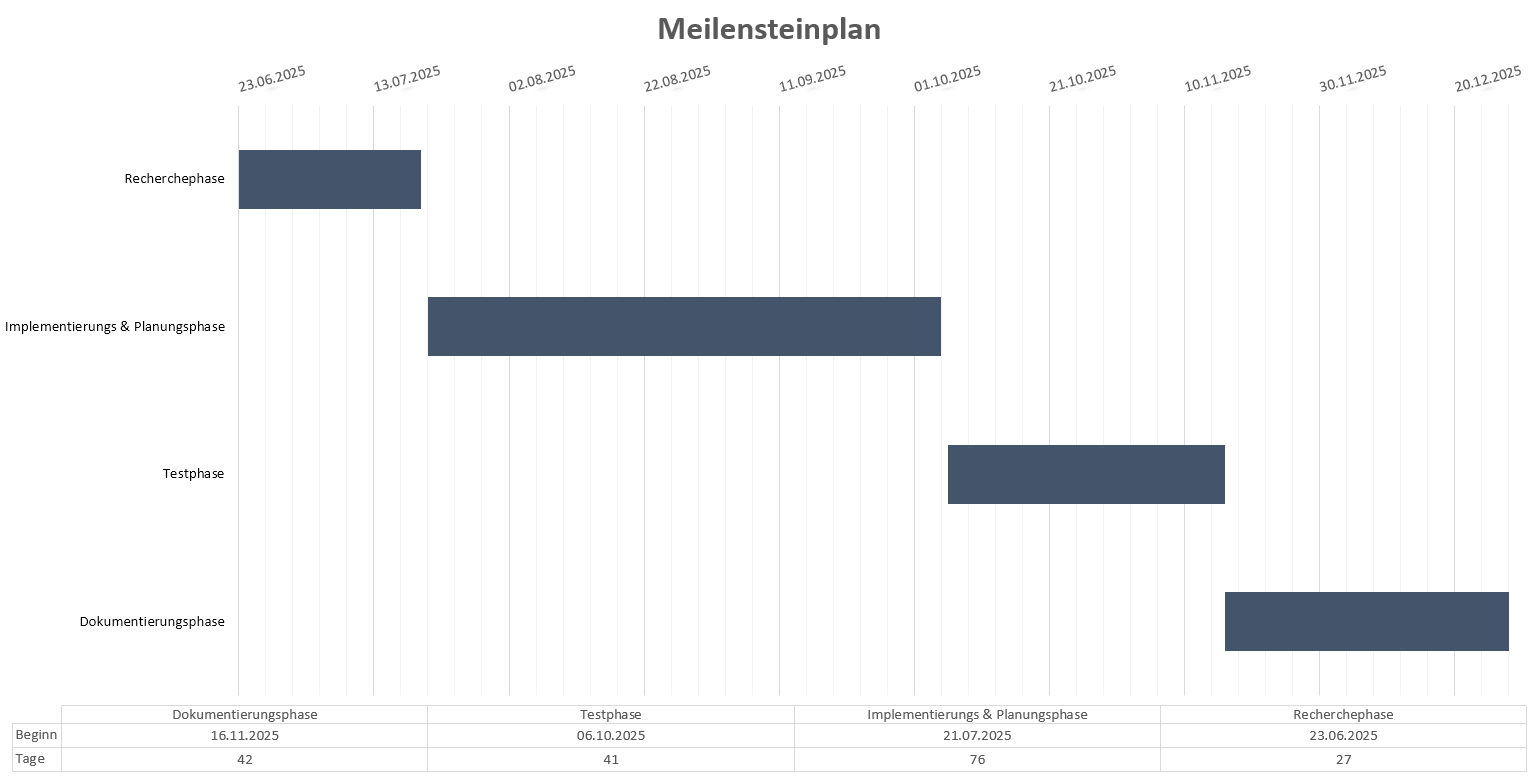 Meilensteinplan
23.06.2025 13.07.2025 02.08.2025 22.08.2025 11.09.2025 01.10.2025 21.10.2025 10.11.2025 30.11.2025 20.12.2025
Recherchephase
Implementierungs & Planungsphase
Testphase
Dokumentierungsphase
Dokumentierungsphase Testphase Implementierungs & Planungsphase Recherchephase
Beginn 16.11.2025 06.10.2025 21.07.2025 23.06.2025
Tage 42 41 76 27